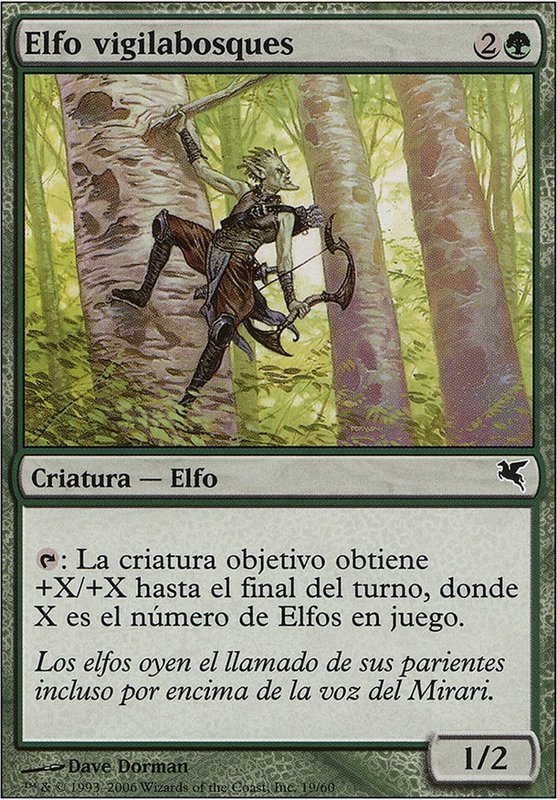 Elfo vigilabosques 2
Criatura — Elfo
: La criatura objetivo obtiene
+X/+X hasta el final del turno, donde
X es el número de Elfos en juego.
Los elfos oyen el llamado de sus parientes
incluso por encima de la voz del Mirari.
1/2
Dave Dorman
™ & © 1993–2006 Wizards of the Coast, Inc. 19/60